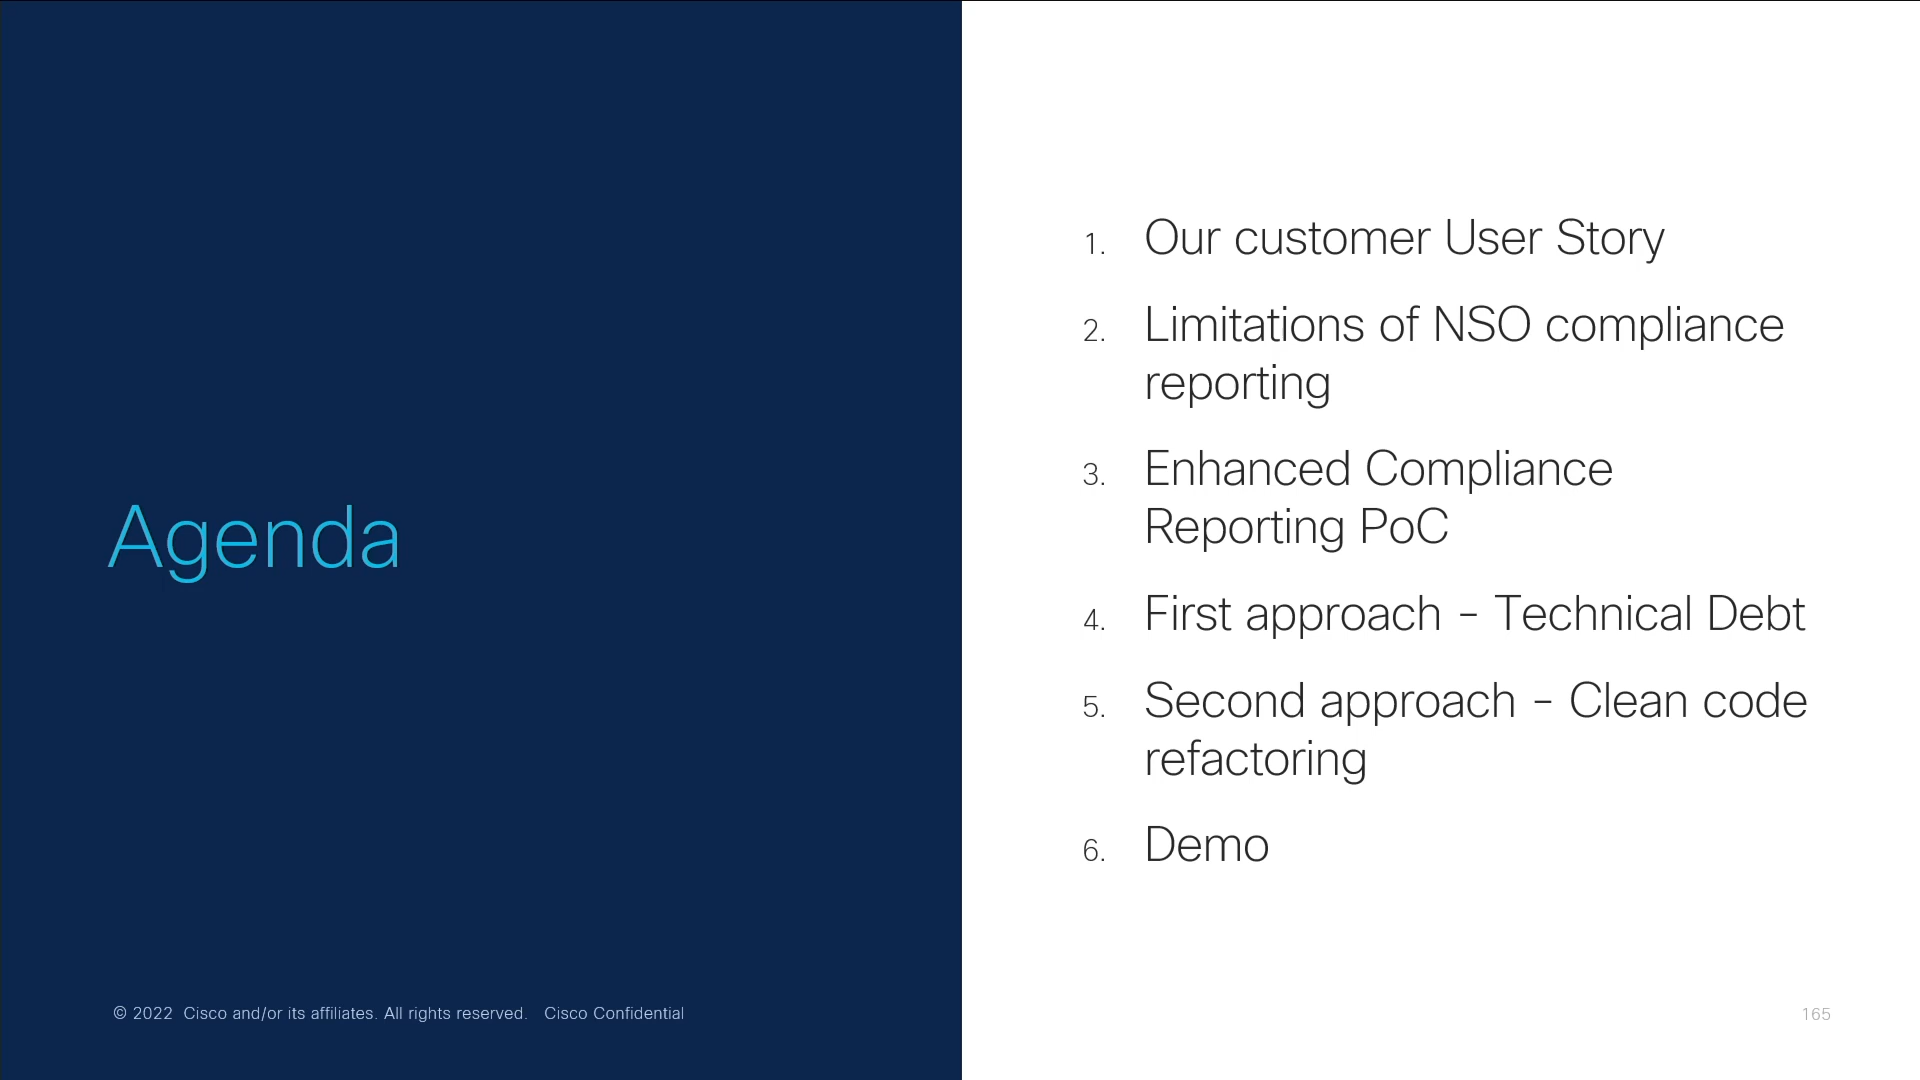 Agenda
1. Our customer User Story
2. Limitations of NSO compliance
reporting
3. Enhanced Compliance
Reporting PoC
4. First approach – Technical Debt
5. Second approach – Clean code
refactoring
6. Demo
© 2022 Cisco and/or its affiliates. All rights reserved. Cisco Confidential
165